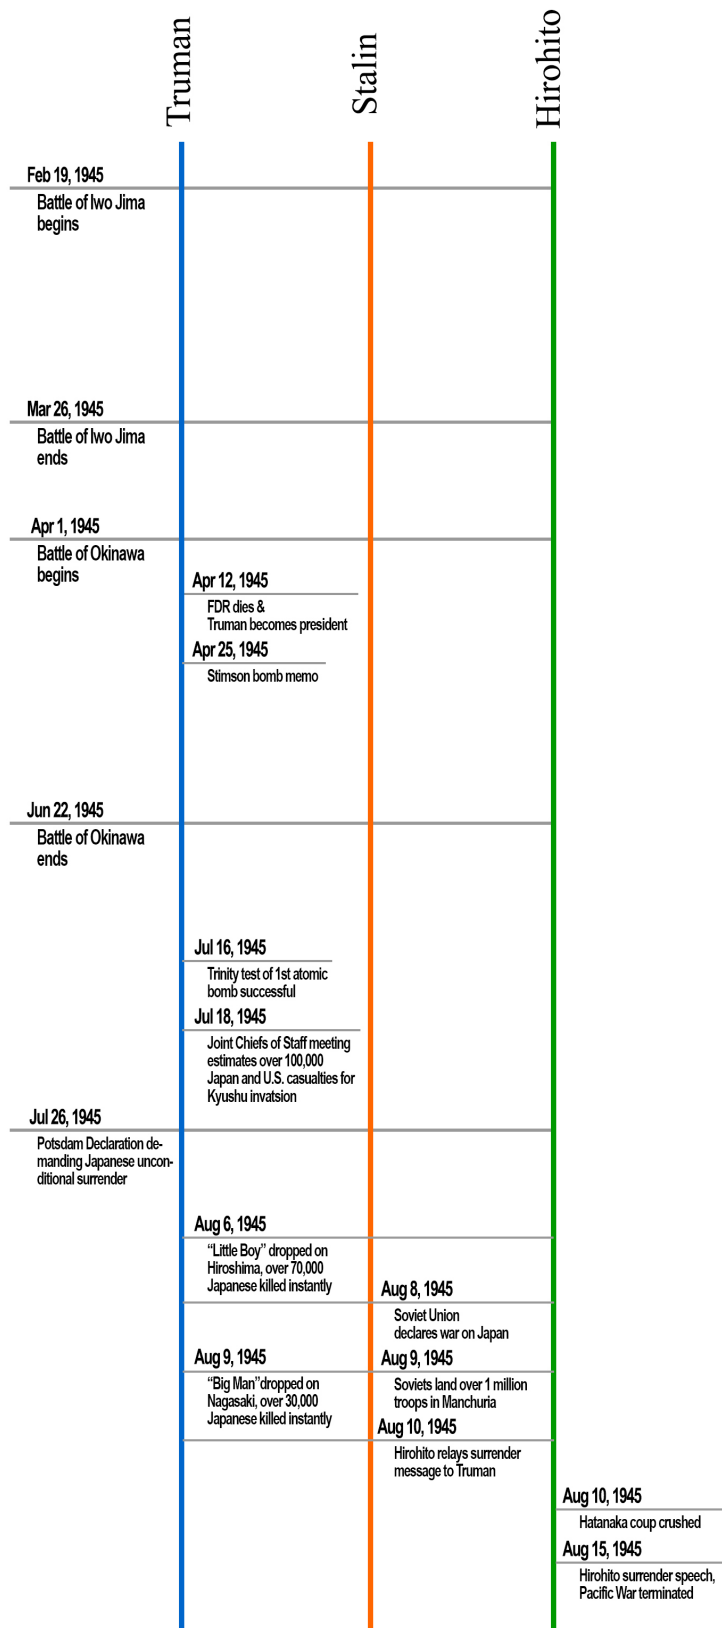 Truman
Stalin
Hirohito
Feb 19, 1945
Battle of Iwo Jima
begins
Mar 26, 1945
Battle of Iwo Jima
ends
Apr 1, 1945
Battle of Okinawa
begins
Apr 12, 1945
FDR dies &
Truman becomes president
Apr 25, 1945
Stimson bomb memo
Jun 22, 1945
Battle of Okinawa
ends
Jul 16, 1945
Trinity test of 1st atomic
bomb successful
Jul 18, 1945
Joint Chiefs of Staff meeting
estimates over 100,000
Japan and U.S. casualties for
Kyushu invatsion
Jul 26, 1945
Potsdam Declaration de-
manding Japanese uncon-
ditional surrender
Aug 6, 1945
“Little Boy” dropped on
Hiroshima, over 70,000
Japanese killed instantly
Aug 8, 1945
Soviet Union
declares war on Japan
Aug 9, 1945
“Big Man”dropped on
Nagasaki, over 30,000
Japanese killed instantly
Aug 9, 1945
Soviets land over 1 million
troops in Manchuria
Aug 10, 1945
Hirohito relays surrender
message to Truman
Aug 10, 1945
Hatanaka coup crushed
Aug 15, 1945
Hirohito surrender speech,
Pacific War terminated